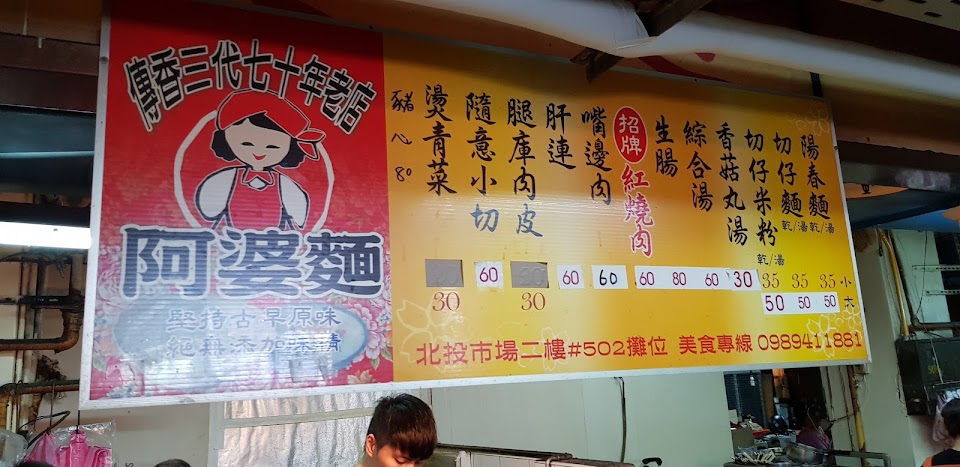 傳香三代七十年老店
阿婆麵
堅持古早原味
絕無添加味精
陽春麵 乾/湯 35 小 50 大
切仔麵 乾/湯 35 50
切仔米粉 乾/湯 35 50
香菇丸湯 30
綜合湯 60
生腸 80
招牌 紅燒肉 60
嘴邊肉 60
肝連 60
腿庫肉皮 30
隨意小切 60
燙青菜 30
豬心 80
北投市場二樓#502攤位 美食專線 0989411881